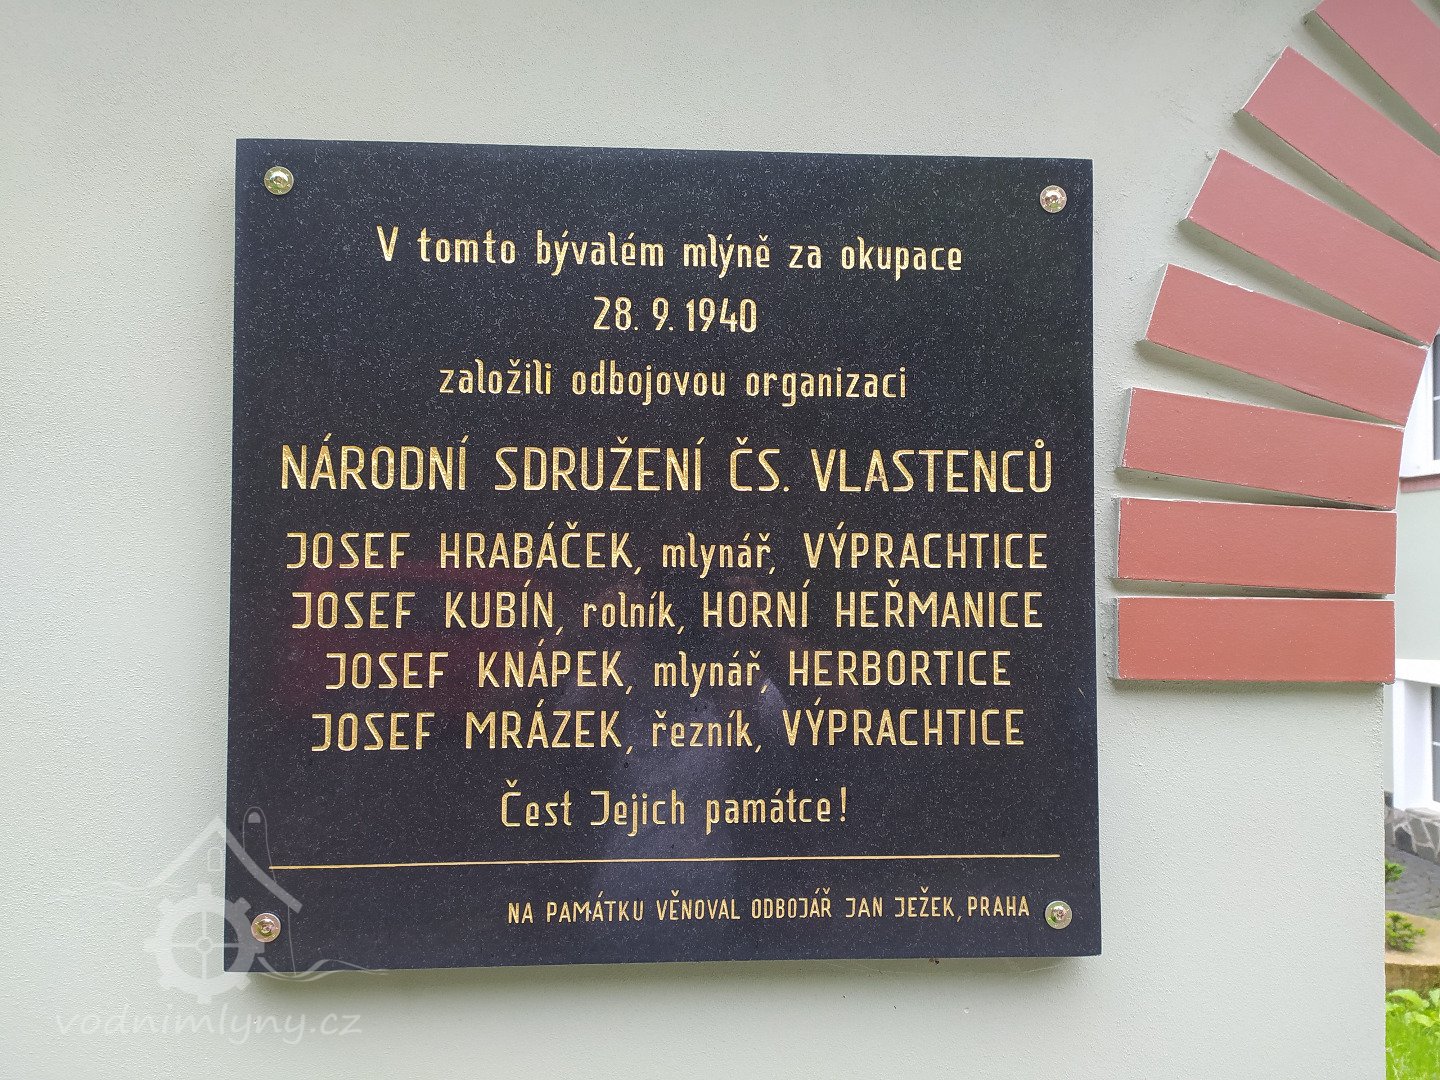 V tomto bývalém mlýně za okupace
28. 9. 1940
založili odbojovou organizaci
NÁRODNÍ SDRUŽENÍ ČS. VLASTENCŮ
JOSEF HRABÁČEK, mlynář, VÝPRACHTICE
JOSEF KUBÍN, rolník, HORNÍ HEŘMANICE
JOSEF KNÁPEK, mlynář, HERBORTICE
JOSEF MRÁZEK, řezník, VÝPRACHTICE
Čest Jejich památce!
NA PAMÁTKU VĚNOVAL ODBOJÁŘ JAN JEŽEK, PRAHA
vodnimlyny.cz